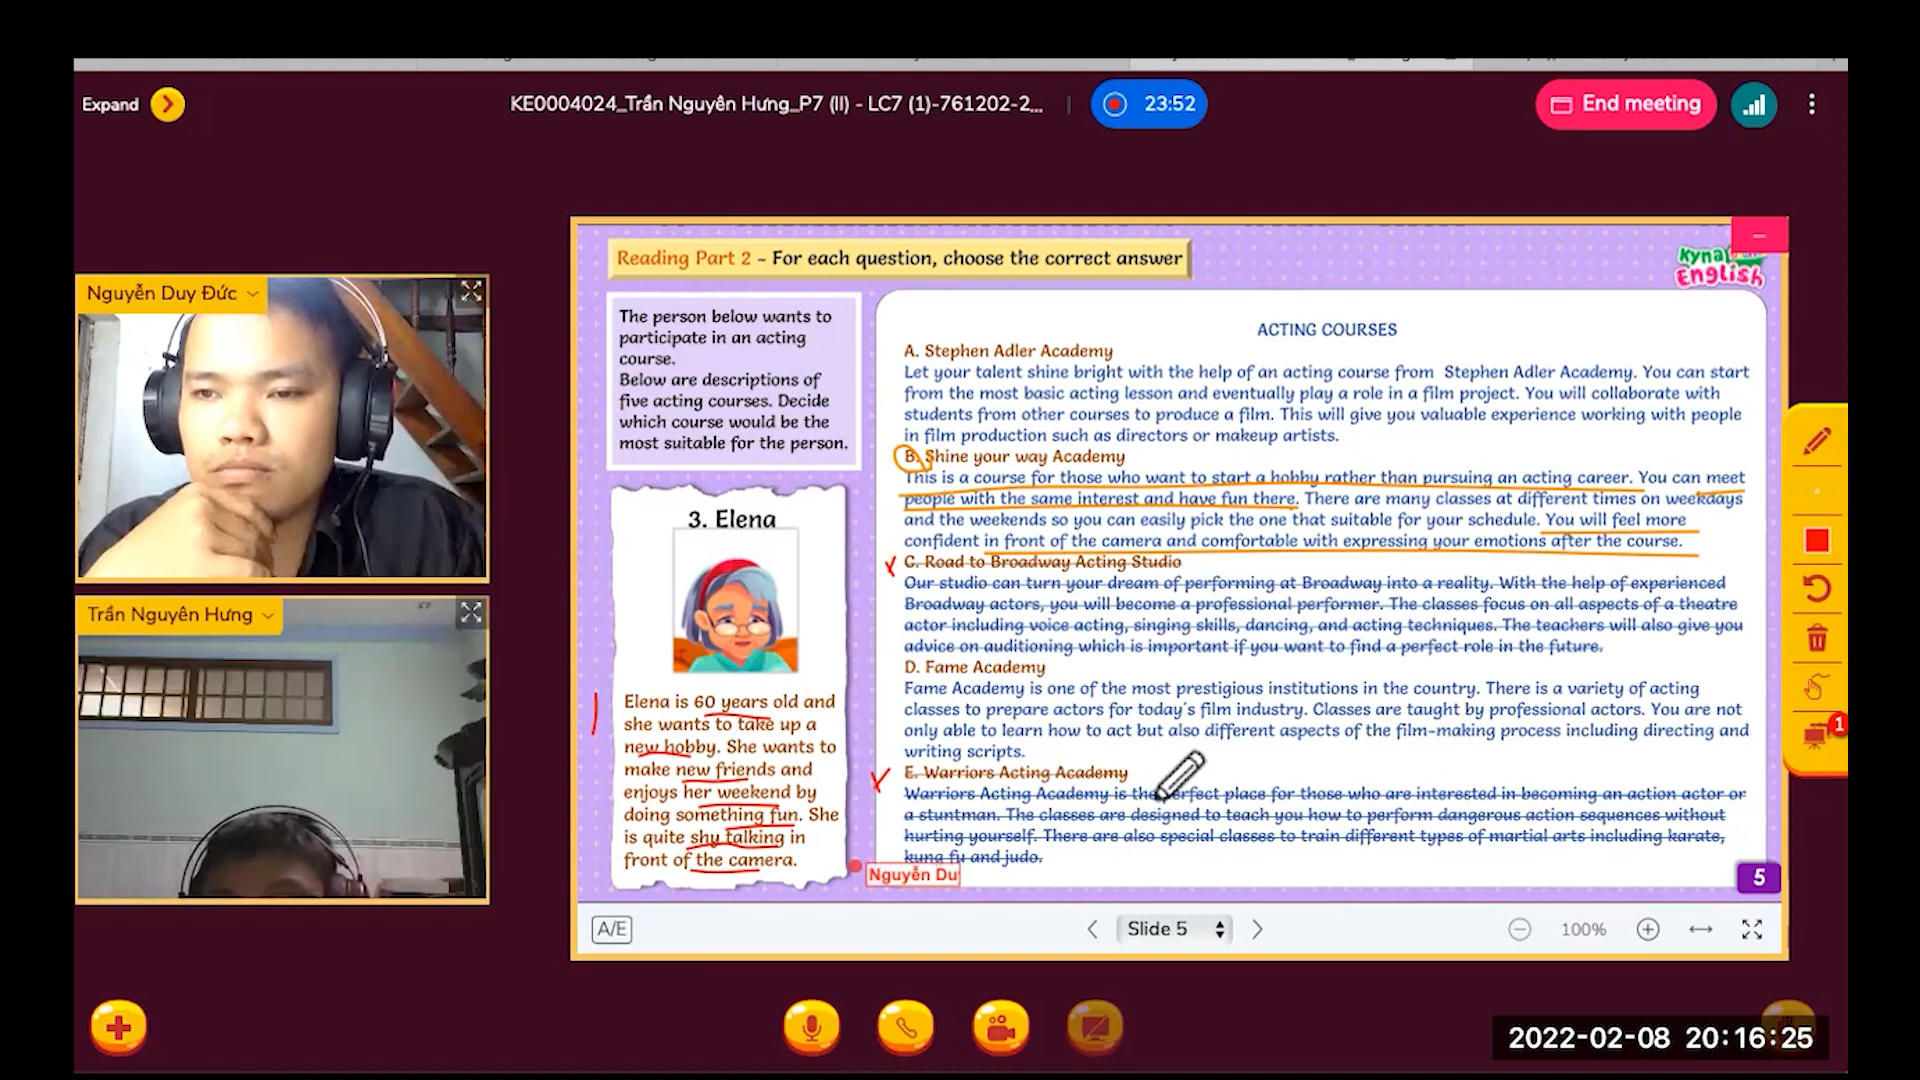 Expand
KE0004024_Trần Nguyên Hưng_P7 (II) - LC7 (1)-761202-2...
23:52
End meeting
Nguyễn Duy Đức
Trần Nguyên Hưng
Reading Part 2 - For each question, choose the correct answer
Kyna
English
The person below wants to
participate in an acting
course.
Below are descriptions of
five acting courses. Decide
which course would be the
most suitable for the person.
3. Elena
Elena is 60 years old and
she wants to take up a
new hobby. She wants to
make new friends and
enjoys her weekend by
doing something fun. She
is quite shy talking in
front of the camera.
ACTING COURSES
A. Stephen Adler Academy
Let your talent shine bright with the help of an acting course from Stephen Adler Academy. You can start
from the most basic acting lesson and eventually play a role in a film project. You will collaborate with
students from other courses to produce a film. This will give you valuable experience working with people
in film production such as directors or makeup artists.
B. Shine your way Academy
This is a course for those who want to start a hobby rather than pursuing an acting career. You can meet
people with the same interest and have fun there. There are many classes at different times on weekdays
and the weekends so you can easily pick the one that suitable for your schedule. You will feel more
confident in front of the camera and comfortable with expressing your emotions after the course.
C. Road to Broadway Acting Studio
Our studio can turn your dream of performing at Broadway into a reality. With the help of experienced
Broadway actors, you will become a professional performer. The classes focus on all aspects of a theatre
actor including voice acting, singing skills, dancing, and acting techniques. The teachers will also give you
advice on auditioning which is important if you want to find a perfect role in the future.
D. Fame Academy
Fame Academy is one of the most prestigious institutions in the country. There is a variety of acting
classes to prepare actors for today's film industry. Classes are taught by professional actors. You are not
only able to learn how to act but also different aspects of the film-making process including directing and
writing scripts.
E. Warriors Acting Academy
Warriors Acting Academy is the perfect place for those who are interested in becoming an action actor or
a stuntman. The classes are designed to teach you how to perform dangerous action sequences without
hurting yourself. There are also special classes to train different types of martial arts including karate,
kung fu and judo.
Nguyễn Du
5
1
A/E
Slide 5
100%
2022-02-08 20:16:25